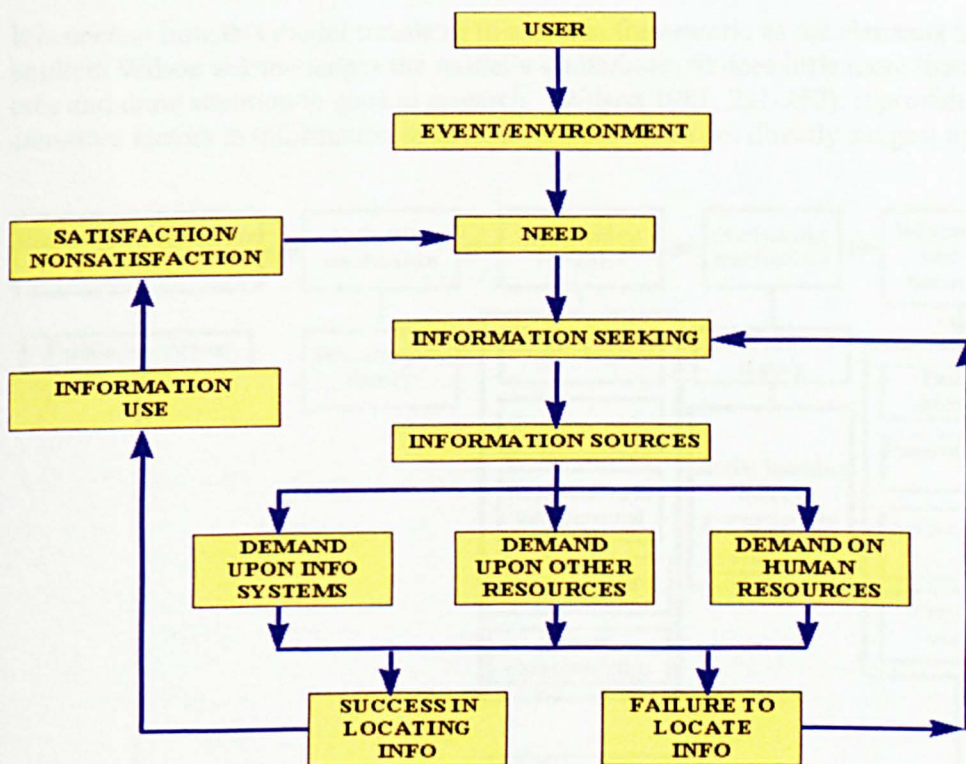 USER
EVENT/ENVIRONMENT
SATISFACTION/
NONSATISFACTION
NEED
INFORMATION SEEKING
INFORMATION
USE
INFORMATION SOURCES
DEMAND
UPON INFO
SYSTEMS
DEMAND
UPON OTHER
RESOURCES
DEMAND ON
HUMAN
RESOURCES
SUCCESS IN
LOCATING
INFO
FAILURE TO
LOCATE
INFO